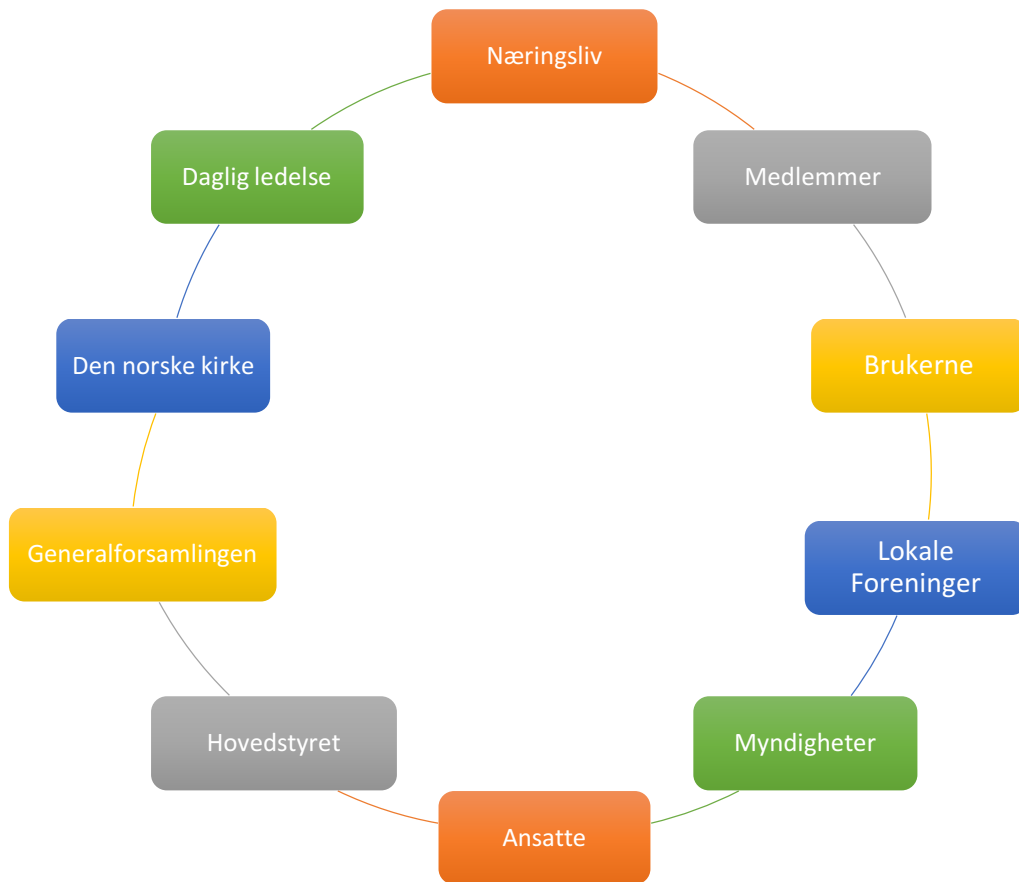 Næringsliv
Medlemmer
Brukerne
Lokale
Foreninger
Myndigheter
Ansatte
Hovedstyret
Generalforsamlingen
Den norske kirke
Daglig ledelse